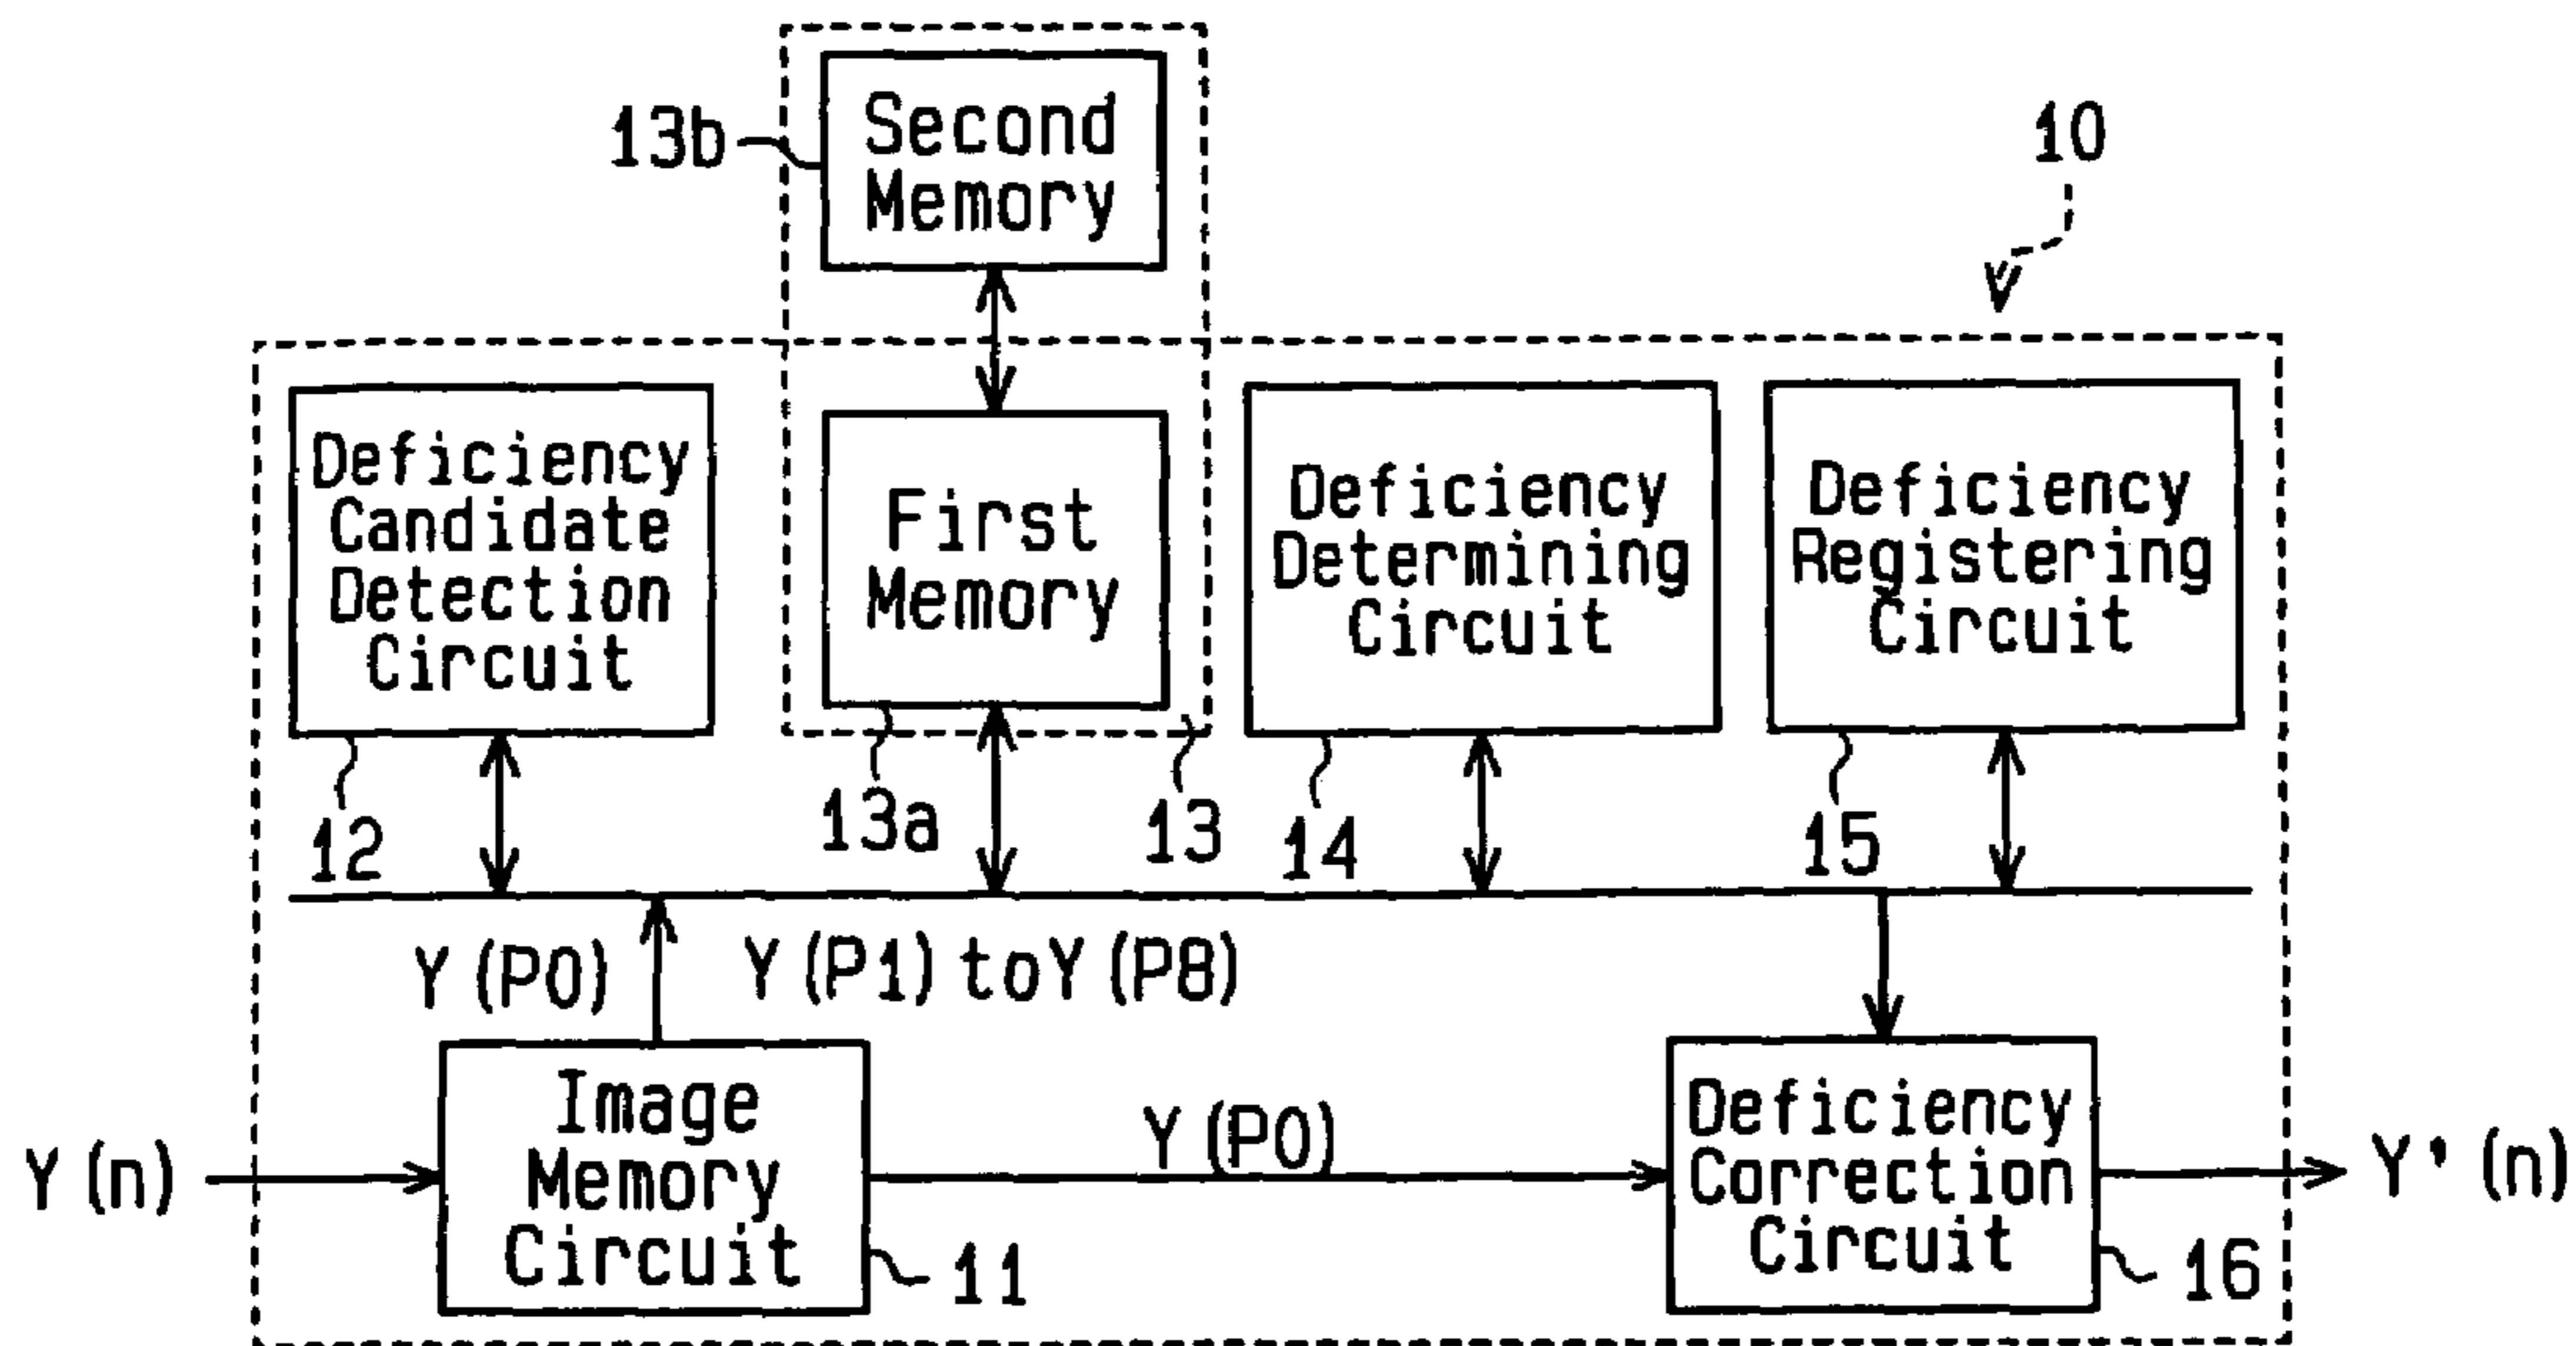 13b
Second
Memory
10
Deficiency
Candidate
Detection
Circuit
First
Memory
Deficiency
Determining
Circuit
Deficiency
Registering
Circuit
12
13a
13
14
15
Y (P0)
Y (P1) to Y (P8)
Y (n)
Image
Memory
Circuit
11
Y (P0)
Deficiency
Correction
Circuit
16
Y' (n)